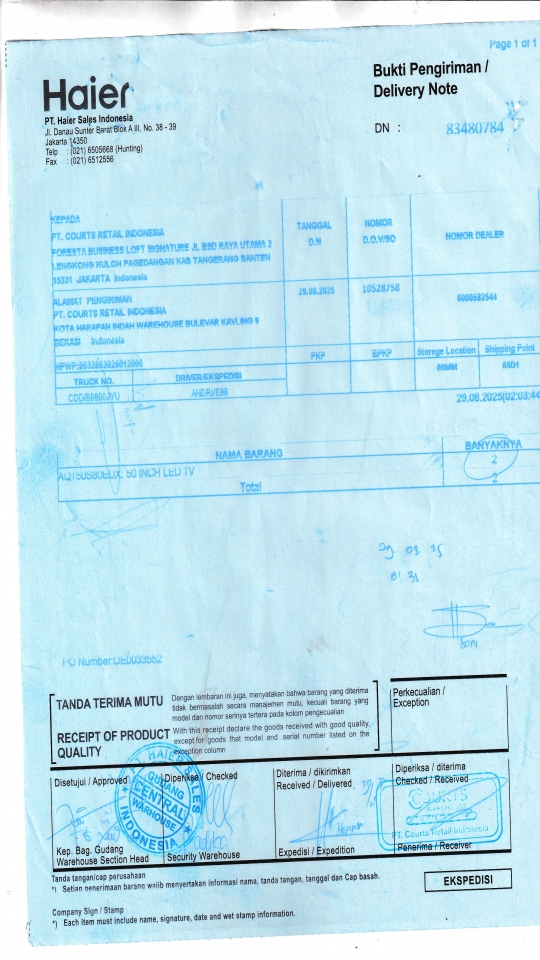 Page 1 of 1
Haier
PT. Haier Sales Indonesia
Jl. Danau Sunter Barat Blok A III, No. 38 - 39
Jakarta 14350
Telp : (021) 6505668 (Hunting)
Fax : (021) 6512556
Bukti Pengiriman /
Delivery Note
DN : 83480784
KEPADA
PT. COURTS RETAIL INDONESIA
FORESTA BUSINESS LOFT SIGNATURE JL BSD RAYA UTAMA 2
LENGKONG KULON PAGEDANGAN KAB TANGERANG BANTEN
15331 JAKARTA Indonesia
TANGGAL
D.N
NOMOR
D.O.V/SO
NOMOR DEALER
ALAMAT PENGIRIMAN
PT. COURTS RETAIL INDONESIA
KOTA HARAPAN INDAH WAREHOUSE BULEVAR KAVLING 9
BEKASI Indonesia
29.08.2025
10528758
NPWP:
PKP
BPKP
Storege Location
Shipping Point
TRUCK NO.
DRIVER/EKSPEDISI
29.08.2025(02:03:44
NAMA BARANG
BANYAKNYA
50 INCH LED TV
2
Total
2
PO Number:
TANDA TERIMA MUTU
Dengan lembaran ini juga, menyatakan bahwa barang yang diterima
tidak bermasalah secara manajemen mutu, kecuali barang yang
model dan nomor serinya tertera pada kolom pengecualian
RECEIPT OF PRODUCT
QUALITY
With this receipt declare the goods received with good quality,
except for goods that model and serial number listed on the
exception column
Perkecualian /
Exception
Disetujui / Approved
Diperiksa / Checked
Diterima / dikirimkan
Received / Delivered
Diperiksa / diterima
Checked / Received
HAIER SALES
INDONESIA
GUDANG
CENTRAL
WARHOUSE
COURTS
PT. Courts Retail Indonesia
Kep. Bag. Gudang
Warehouse Section Head
Security Warehouse
Expedisi / Expedition
Penerima / Receiver
Tanda tangan/cap perusahaan
*) Setian nenerimaan barano waiib menyertakan informasi nama, tanda tangan, tanggal dan Cap basah.
EKSPEDISI
Company Sign / Stamp
*) Each item must include name, signature, date and wet stamp information.